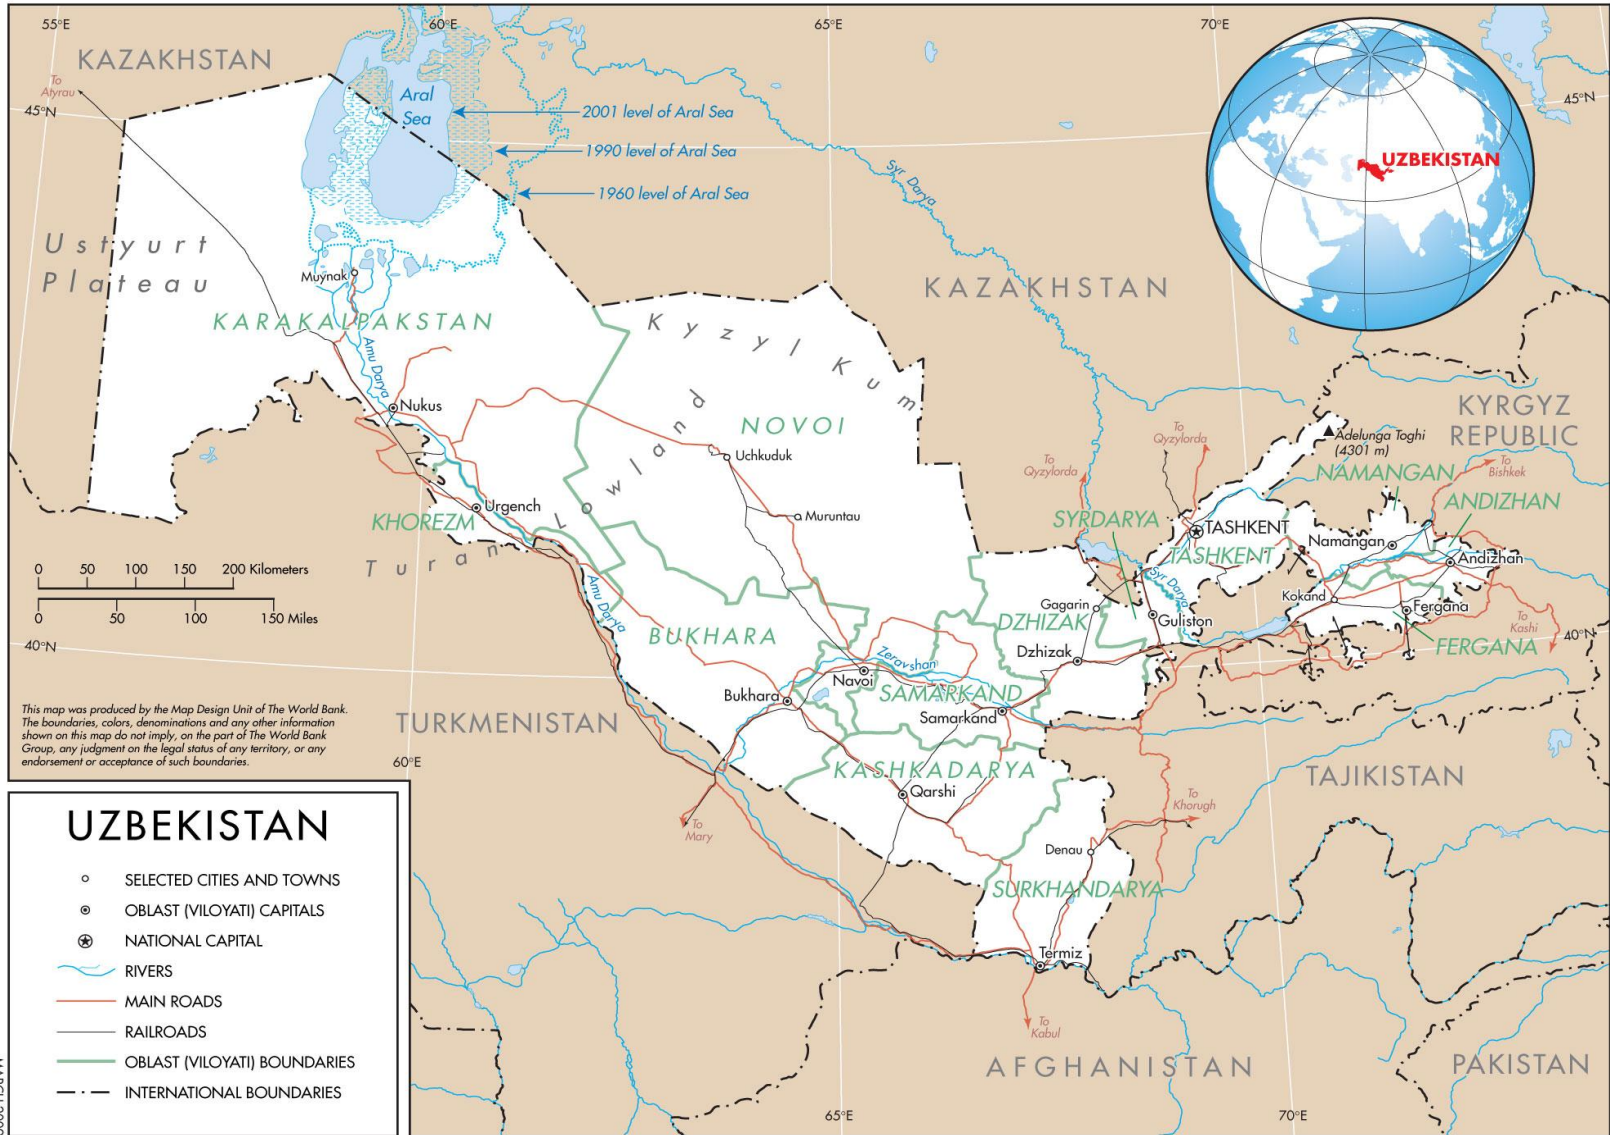 55°E
60°E
65°E
70°E
KAZAKHSTAN
To
Atyrau
45°N
Aral
Sea
2001 level of Aral Sea
1990 level of Aral Sea
1960 level of Aral Sea
Syr Darya
45°N
UZBEKISTAN
Ustyurt
Plateau
Muynak
KAZAKHSTAN
KARAKALPAKSTAN
Kyzyl Kum
Amu Darya
Nukus
NOVOI
Uchkuduk
Turan Lowland
Muruntau
KYRGYZ
REPUBLIC
To
Qyzylorda
To
Qyzylorda
Adelunga Toghi
(4301 m)
To
Bishkek
NAMANGAN
ANDIZHAN
Urgench
KHOREZM
SYRDARYA
TASHKENT
TASHKENT
Namangan
Andizhan
0 50 100 150 200 Kilometers
0 50 100 150 Miles
Amu Darya
Syr Darya
Gagarin
DZHIZAK
Guliston
Kokand
Fergana
To
Kashi
FERGANA
40°N
40°N
BUKHARA
Zeravshan
Dzhizak
Navoi
SAMARKAND
Bukhara
Samarkand
This map was produced by the Map Design Unit of The World Bank.
The boundaries, colors, denominations and any other information
shown on this map do not imply, on the part of The World Bank
Group, any judgment on the legal status of any territory, or any
endorsement or acceptance of such boundaries.
TURKMENISTAN
60°E
KASHKADARYA
Qarshi
TAJIKISTAN
To
Khorugh
To
Mary
Denau
SURKHANDARYA
Termiz
To
Kabul
AFGHANISTAN
PAKISTAN
65°E
70°E
UZBEKISTAN
SELECTED CITIES AND TOWNS
OBLAST (VILOYATI) CAPITALS
NATIONAL CAPITAL
RIVERS
MAIN ROADS
RAILROADS
OBLAST (VILOYATI) BOUNDARIES
INTERNATIONAL BOUNDARIES